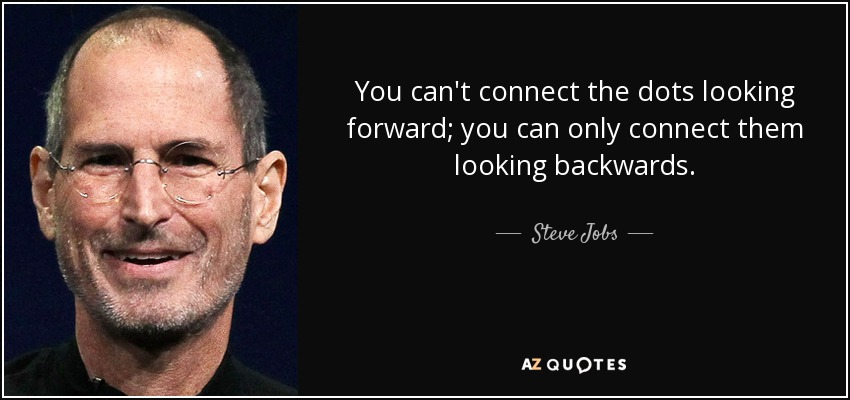 You can't connect the dots looking
forward; you can only connect them
looking backwards.
Steve Jobs
AZ QUOTES